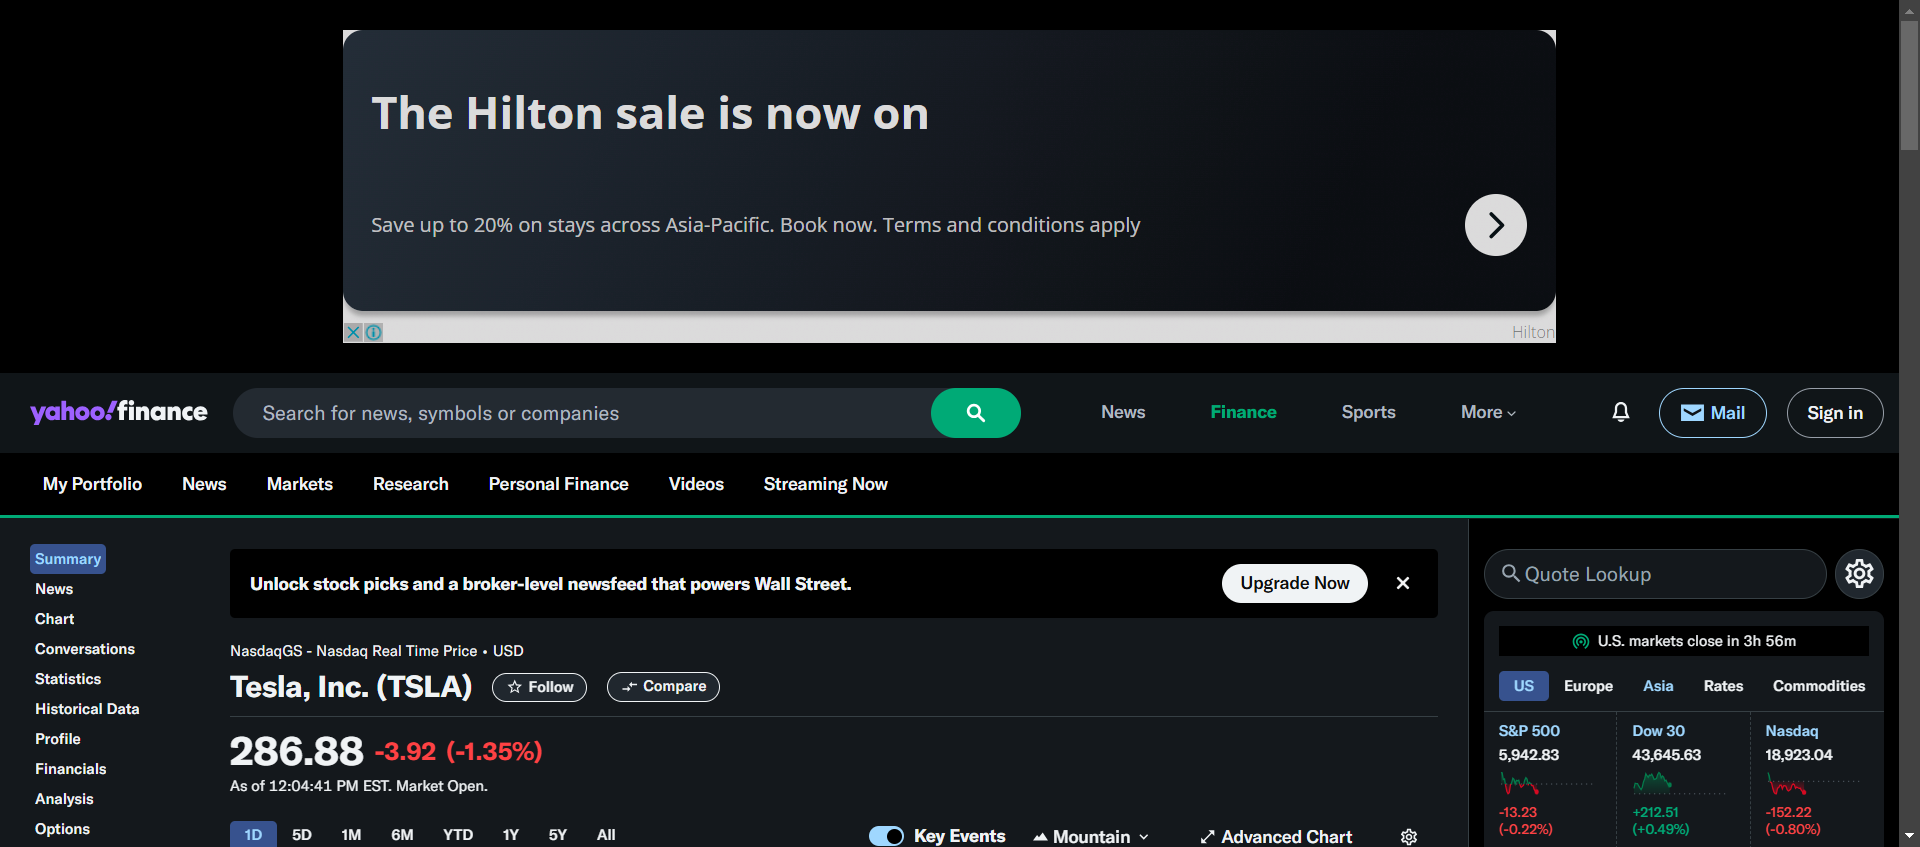 The Hilton sale is now on
Save up to 20% on stays across Asia-Pacific. Book now. Terms and conditions apply
Hilton
yahoo!finance
Search for news, symbols or companies
News
Finance
Sports
More
Mail
Sign in
My Portfolio
News
Markets
Research
Personal Finance
Videos
Streaming Now
Summary
News
Chart
Conversations
Statistics
Historical Data
Profile
Financials
Analysis
Options
Unlock stock picks and a broker-level newsfeed that powers Wall Street.
Upgrade Now
NasdaqGS - Nasdaq Real Time Price • USD
Tesla, Inc. (TSLA)
Follow
Compare
286.88 -3.92 (-1.35%)
As of 12:04:41 PM EST. Market Open.
1D
5D
1M
6M
YTD
1Y
5Y
All
Key Events
Mountain
Advanced Chart
Quote Lookup
U.S. markets close in 3h 56m
US
Europe
Asia
Rates
Commodities
S&P 500
5,942.83
-13.23
(-0.22%)
Dow 30
43,645.63
+212.51
(+0.49%)
Nasdaq
18,923.04
-152.22
(-0.80%)